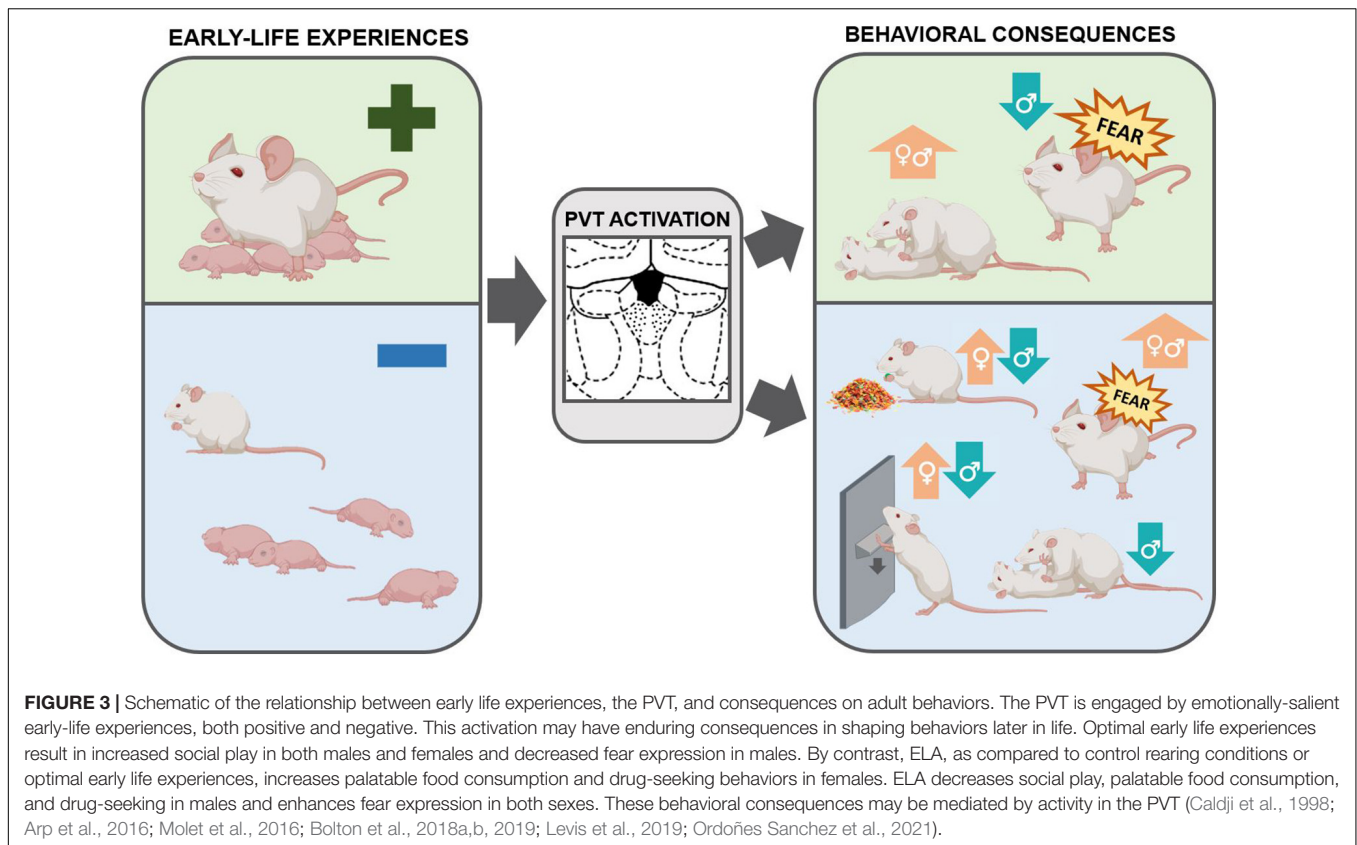 EARLY-LIFE EXPERIENCES
BEHAVIORAL CONSEQUENCES
FEAR
PVT ACTIVATION
FEAR
FIGURE 3 | Schematic of the relationship between early life experiences, the PVT, and consequences on adult behaviors. The PVT is engaged by emotionally-salient
early-life experiences, both positive and negative. This activation may have enduring consequences in shaping behaviors later in life. Optimal early life experiences
result in increased social play in both males and females and decreased fear expression in males. By contrast, ELA, as compared to control rearing conditions or
optimal early life experiences, increases palatable food consumption and drug-seeking behaviors in females. ELA decreases social play, palatable food consumption,
and drug-seeking in males and enhances fear expression in both sexes. These behavioral consequences may be mediated by activity in the PVT (Caldji et al., 1998;
Arp et al., 2016; Molet et al., 2016; Bolton et al., 2018a,b, 2019; Levis et al., 2019; Ordoñes Sanchez et al., 2021).